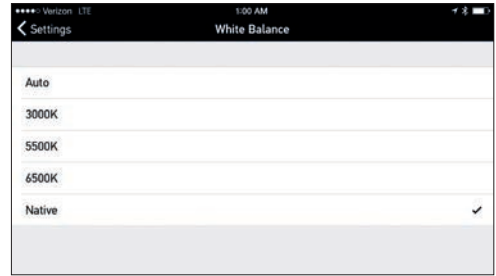 Verizon LTE 1:00 AM
Settings White Balance
Auto
3000K
5500K
6500K
Native